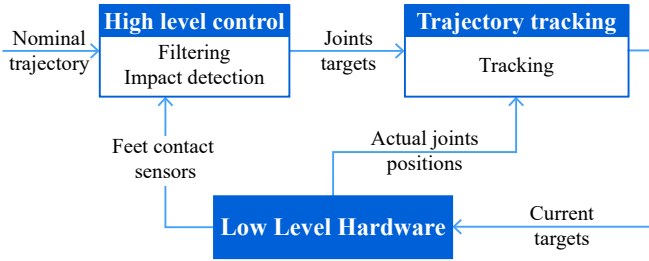 High level control
Trajectory tracking
Nominal
trajectory
Filtering
Impact detection
Joints
targets
Tracking
Feet contact
sensors
Actual joints
positions
Low Level Hardware
Current
targets